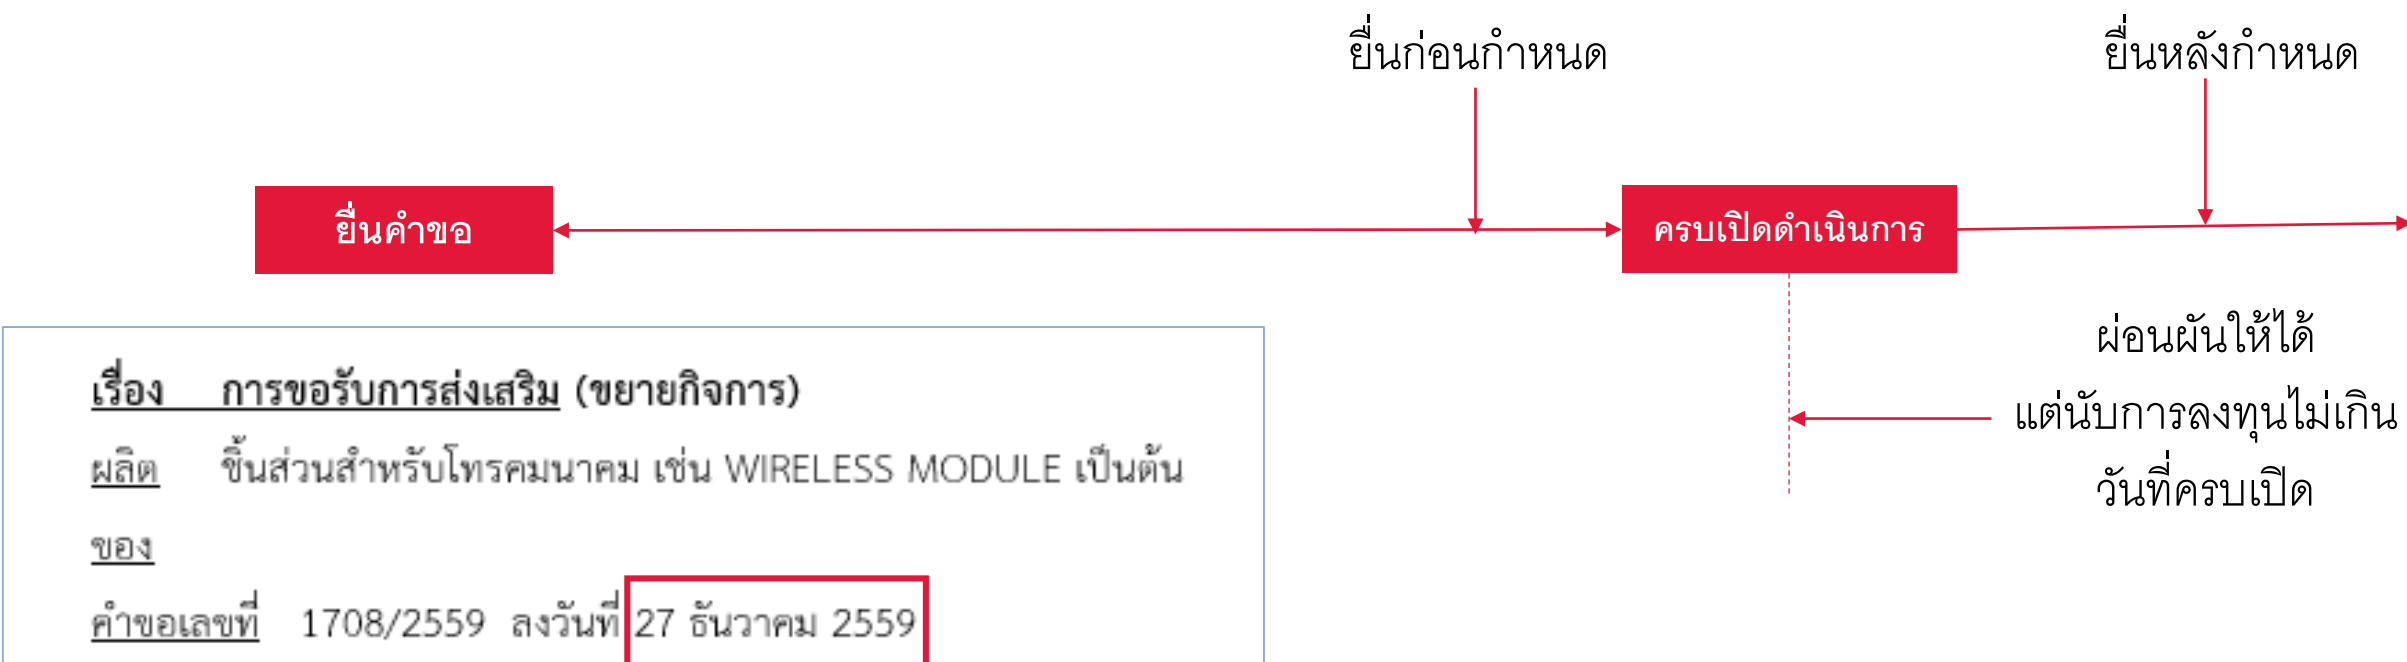 ยื่นก่อนกำหนด
ยื่นหลังกำหนด
ยื่นคำขอ
ครบเปิดดำเนินการ
ผ่อนผันให้ได้
แต่นับการลงทุนไม่เกิน
วันที่ครบเปิด
เรื่อง การขอรับการส่งเสริม (ขยายกิจการ)
ผลิต ชิ้นส่วนสำหรับโทรคมนาคม เช่น WIRELESS MODULE เป็นต้น
ของ
คำขอเลขที่ 1708/2559 ลงวันที่ 27 ธันวาคม 2559